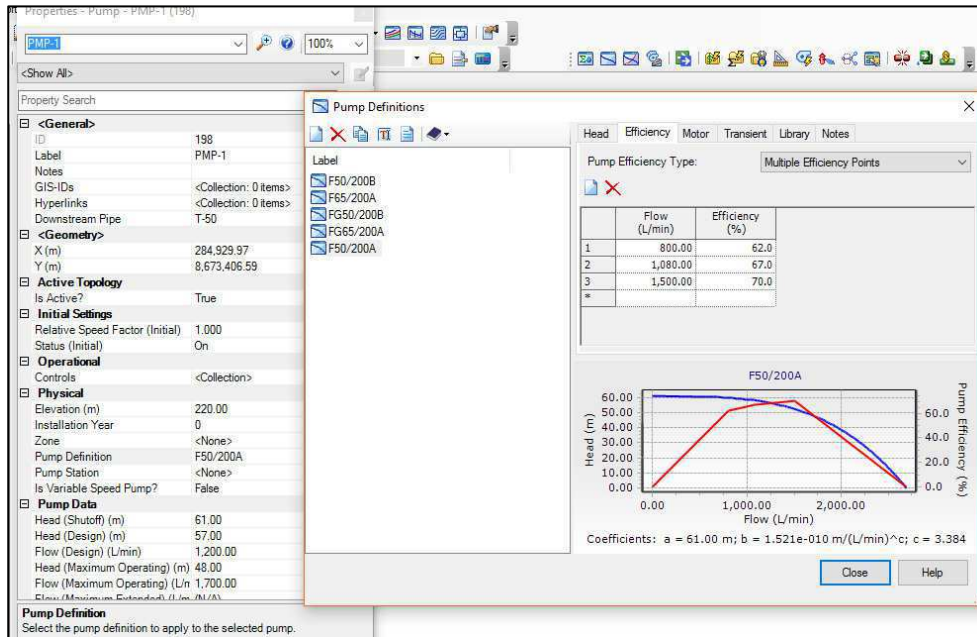 Properties - Pump - PMP-1 (198)
PMP-1
100%
<Show All>
Property Search
<General>
ID 198
Label PMP-1
Notes
GIS-IDs <Collection: 0 items>
Hyperlinks <Collection: 0 items>
Downstream Pipe T-50
<Geometry>
X (m) 284,929.97
Y (m) 8,673,406.59
Active Topology
Is Active? True
Initial Settings
Relative Speed Factor (Initial) 1.000
Status (Initial) On
Operational
Controls <Collection>
Physical
Elevation (m) 220.00
Installation Year 0
Zone <None>
Pump Definition F50/200A
Pump Station <None>
Is Variable Speed Pump? False
Pump Data
Head (Shutoff) (m) 61.00
Head (Design) (m) 57.00
Flow (Design) (L/min) 1,200.00
Head (Maximum Operating) (m) 48.00
Flow (Maximum Operating) (L/n 1,700.00
Flow (Maximum Extended) (L/m (N/A)
Pump Definition
Select the pump definition to apply to the selected pump.
Pump Definitions
Label
F50/200B
F65/200A
FG50/200B
FG65/200A
F50/200A
Head Efficiency Motor Transient Library Notes
Pump Efficiency Type: Multiple Efficiency Points
Flow (L/min) Efficiency (%)
1 800.00 62.0
2 1,080.00 67.0
3 1,500.00 70.0
*
F50/200A
Head (m)
60.00
50.00
40.00
30.00
20.00
10.00
0.00
Pump Efficiency (%)
60.0
40.0
20.0
0.0
0.00 1,000.00 2,000.00
Flow (L/min)
Coefficients: a = 61.00 m; b = 1.521e-010 m/(L/min)^c; c = 3.384
Close Help